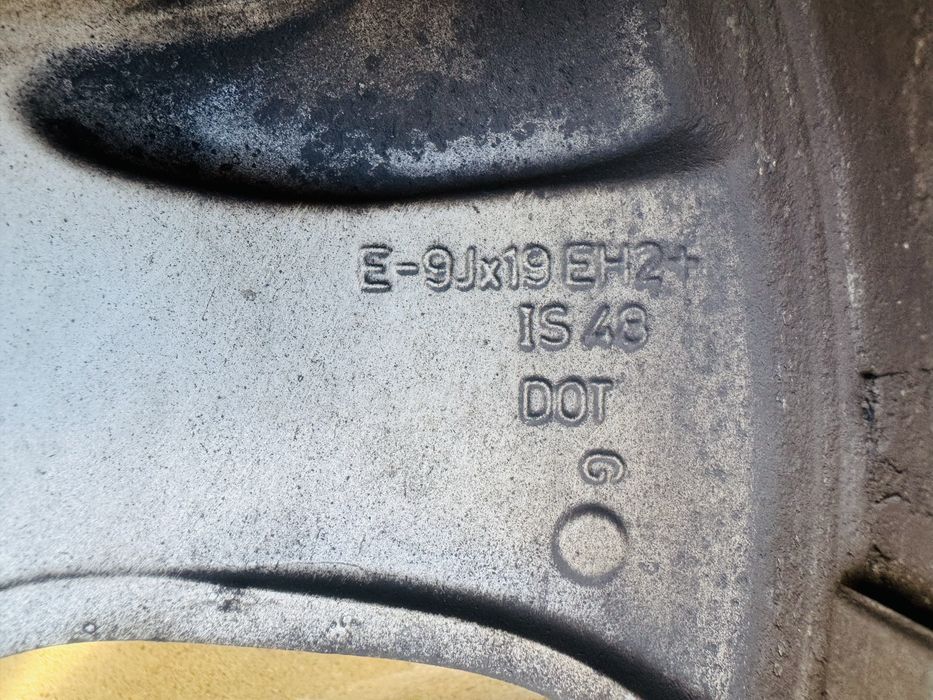 E-9Jx19 EH2+
IS 48
DOT
G